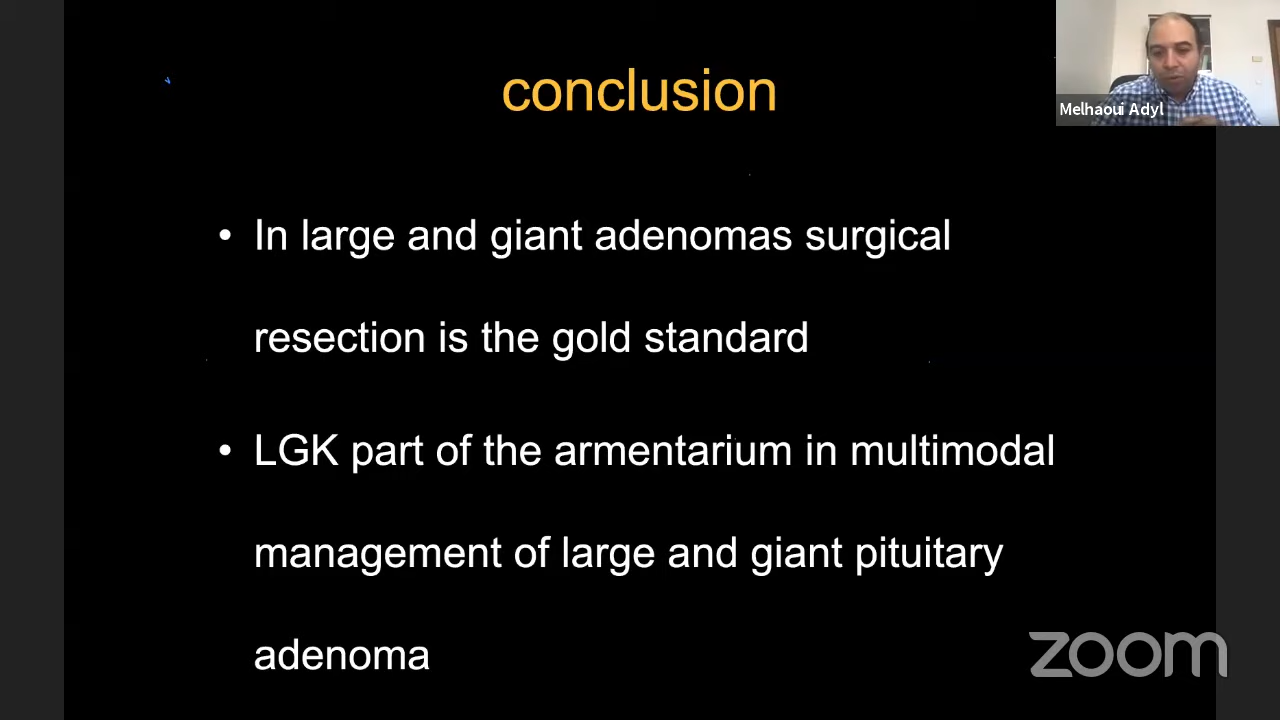 conclusion
Melhaoui Adyl
• In large and giant adenomas surgical
resection is the gold standard
• LGK part of the armentarium in multimodal
management of large and giant pituitary
adenoma
zoom